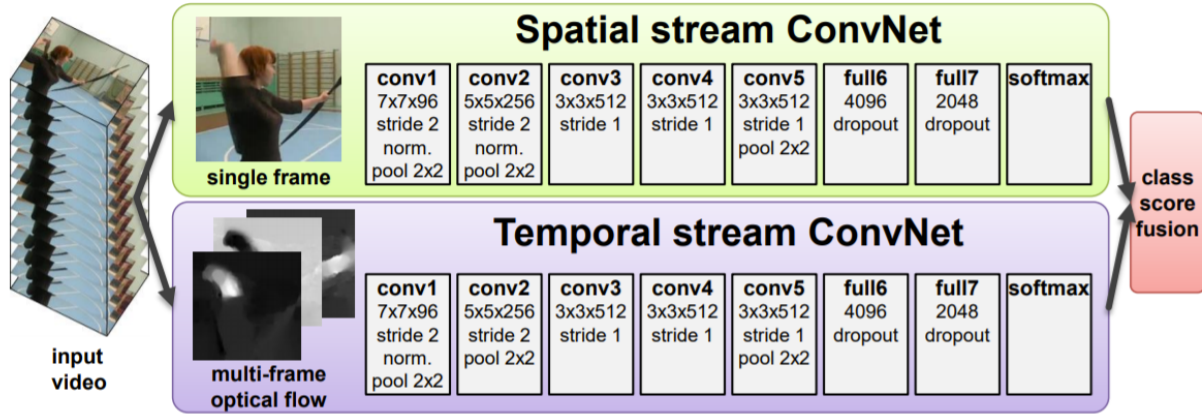 Spatial stream ConvNet
conv1
7x7x96
stride 2
norm.
pool 2x2
conv2
5x5x256
stride 2
norm.
pool 2x2
conv3
3x3x512
stride 1
conv4
3x3x512
stride 1
conv5
3x3x512
stride 1
pool 2x2
full6
4096
dropout
full7
2048
dropout
softmax
single frame
Temporal stream ConvNet
conv1
7x7x96
stride 2
norm.
pool 2x2
conv2
5x5x256
stride 2
pool 2x2
conv3
3x3x512
stride 1
conv4
3x3x512
stride 1
conv5
3x3x512
stride 1
pool 2x2
full6
4096
dropout
full7
2048
dropout
softmax
multi-frame
optical flow
input
video
class
score
fusion